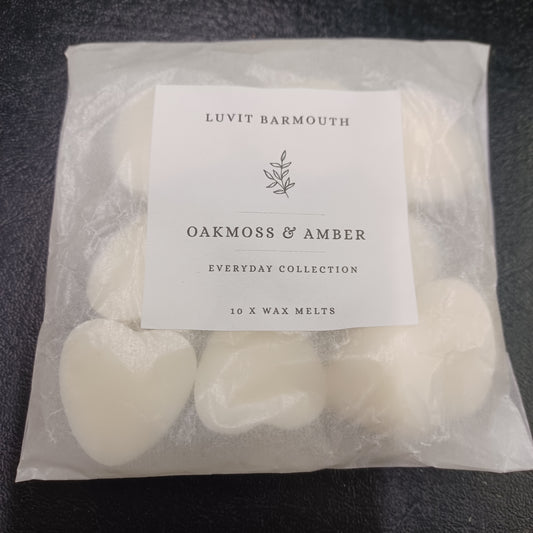 LUVIT BARMOUTH
OAKMOSS & AMBER
EVERYDAY COLLECTION
10 X WAX MELTS